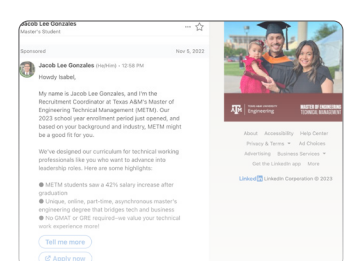 Jacob Lee Gonzales
Master's Student
Sponsored
Nov 5, 2022
Jacob Lee Gonzales (He/Him) • 12:58 PM
Howdy Isabel,
My name is Jacob Lee Gonzales, and I'm the
Recruitment Coordinator at Texas A&M's Master of
Engineering Technical Management (METM). Our
2023 school year enrollment period just opened, and
based on your background and industry, METM might
be a good fit for you.
We've designed our curriculum for technical working
professionals like you who want to advance into
leadership roles. Here are some highlights:
● METM students saw a 42% salary increase after
graduation
● Unique, online, part-time, asynchronous master's
engineering degree that bridges tech and business
● No GMAT or GRE required–we value your technical
work experience more!
Tell me more
Apply now
ATM
TEXAS A&M UNIVERSITY
Engineering
MASTER OF ENGINEERING
TECHNICAL MANAGEMENT
About Accessibility Help Center
Privacy & Terms Ad Choices
Advertising Business Services
Get the LinkedIn app More
LinkedIn LinkedIn Corporation © 2023